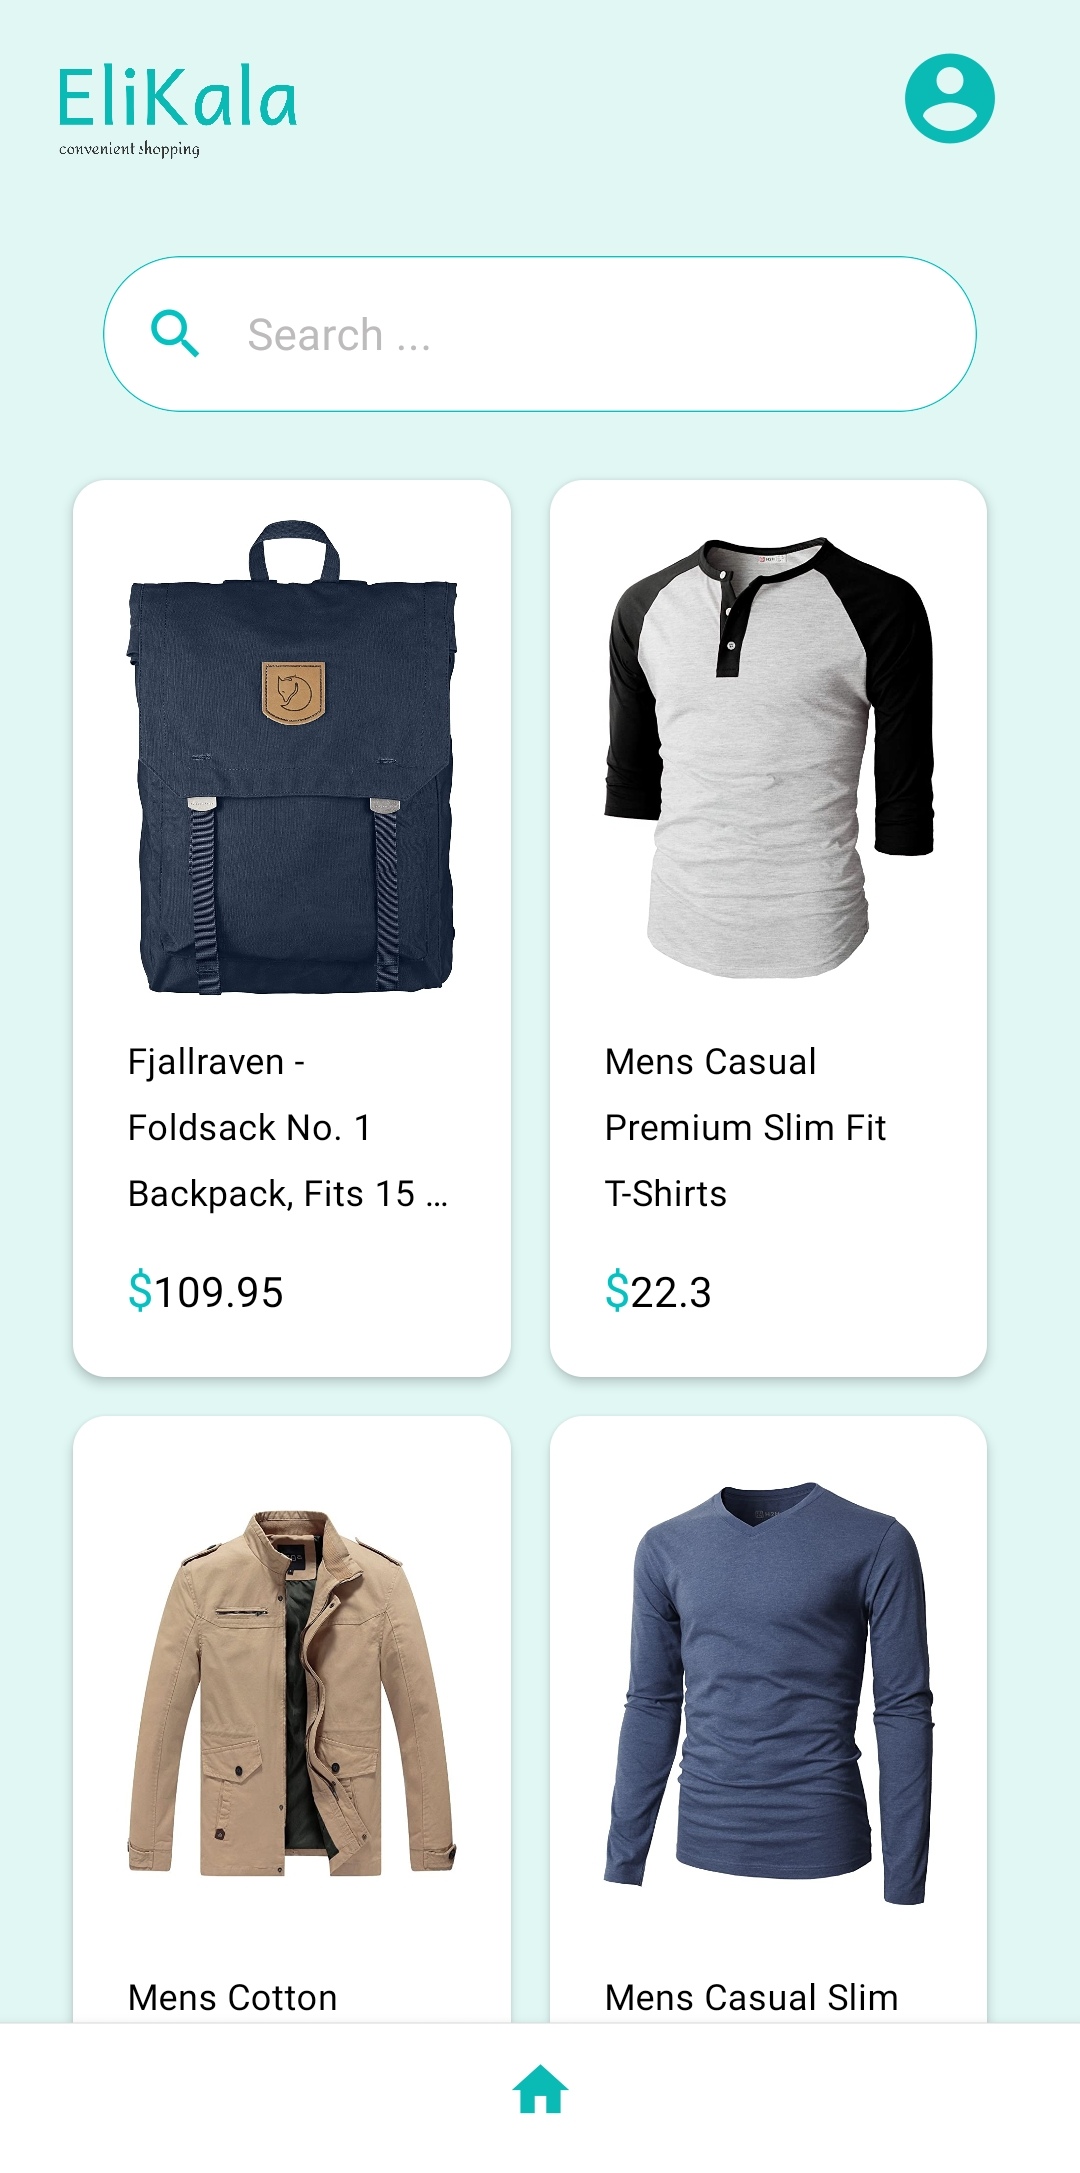 EliKala
convenient shopping
Search ...
Fjallraven -
Foldsack No. 1
Backpack, Fits 15 ...
$109.95
Mens Casual
Premium Slim Fit
T-Shirts
$22.3
Mens Cotton
Mens Casual Slim